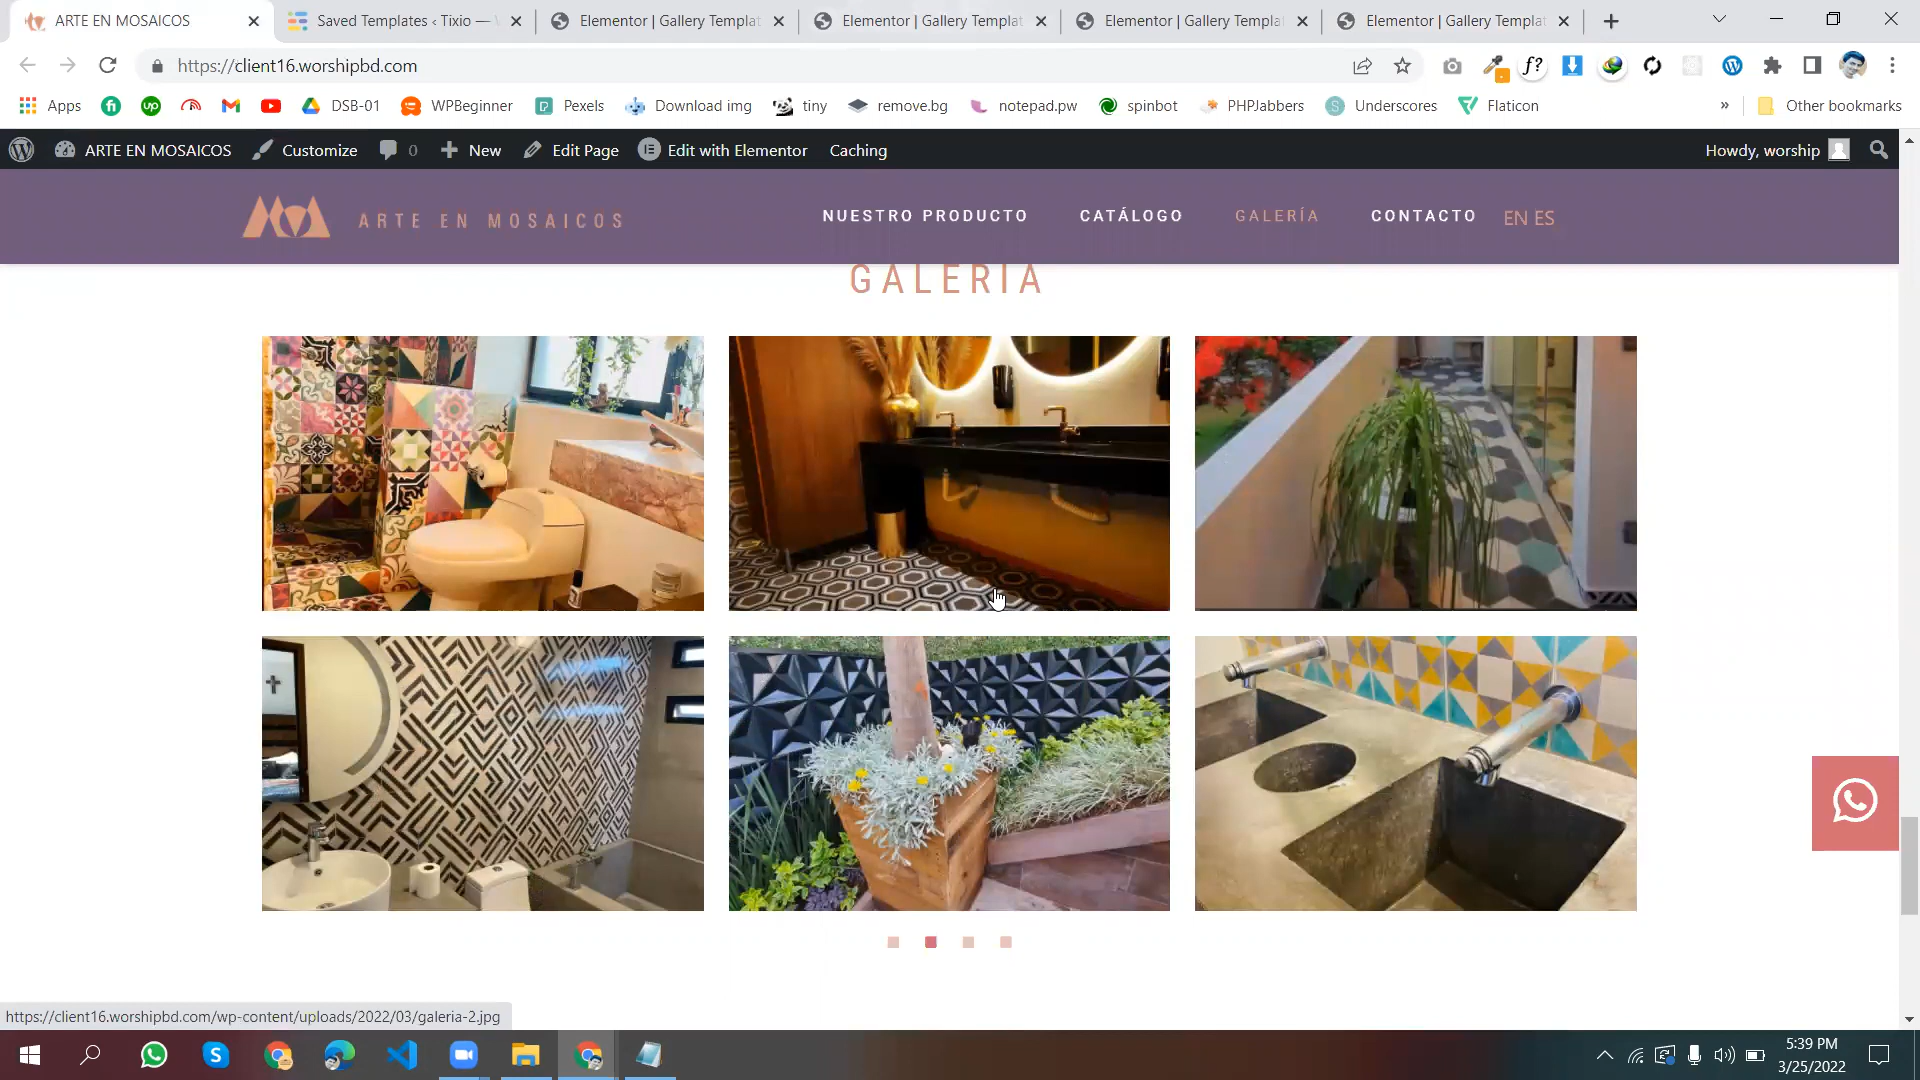 ARTE EN MOSAICOS
Saved Templates ‹ Tixio —
Elementor | Gallery Templat
Elementor | Gallery Templat
Elementor | Gallery Templat
Elementor | Gallery Templat
https://client16.worshipbd.com
f?
Apps
fi
up
DSB-01
WPBeginner
Pexels
Download img
tiny
remove.bg
notepad.pw
spinbot
PHPJabbers
Underscores
Flaticon
»
Other bookmarks
ARTE EN MOSAICOS
Customize
0
New
Edit Page
Edit with Elementor
Caching
Howdy, worship
ARTE EN MOSAICOS
NUESTRO PRODUCTO
CATÁLOGO
GALERÍA
CONTACTO
EN ES
GALERIA
https://client16.worshipbd.com/wp-content/uploads/2022/03/galeria-2.jpg
5:39 PM
3/25/2022